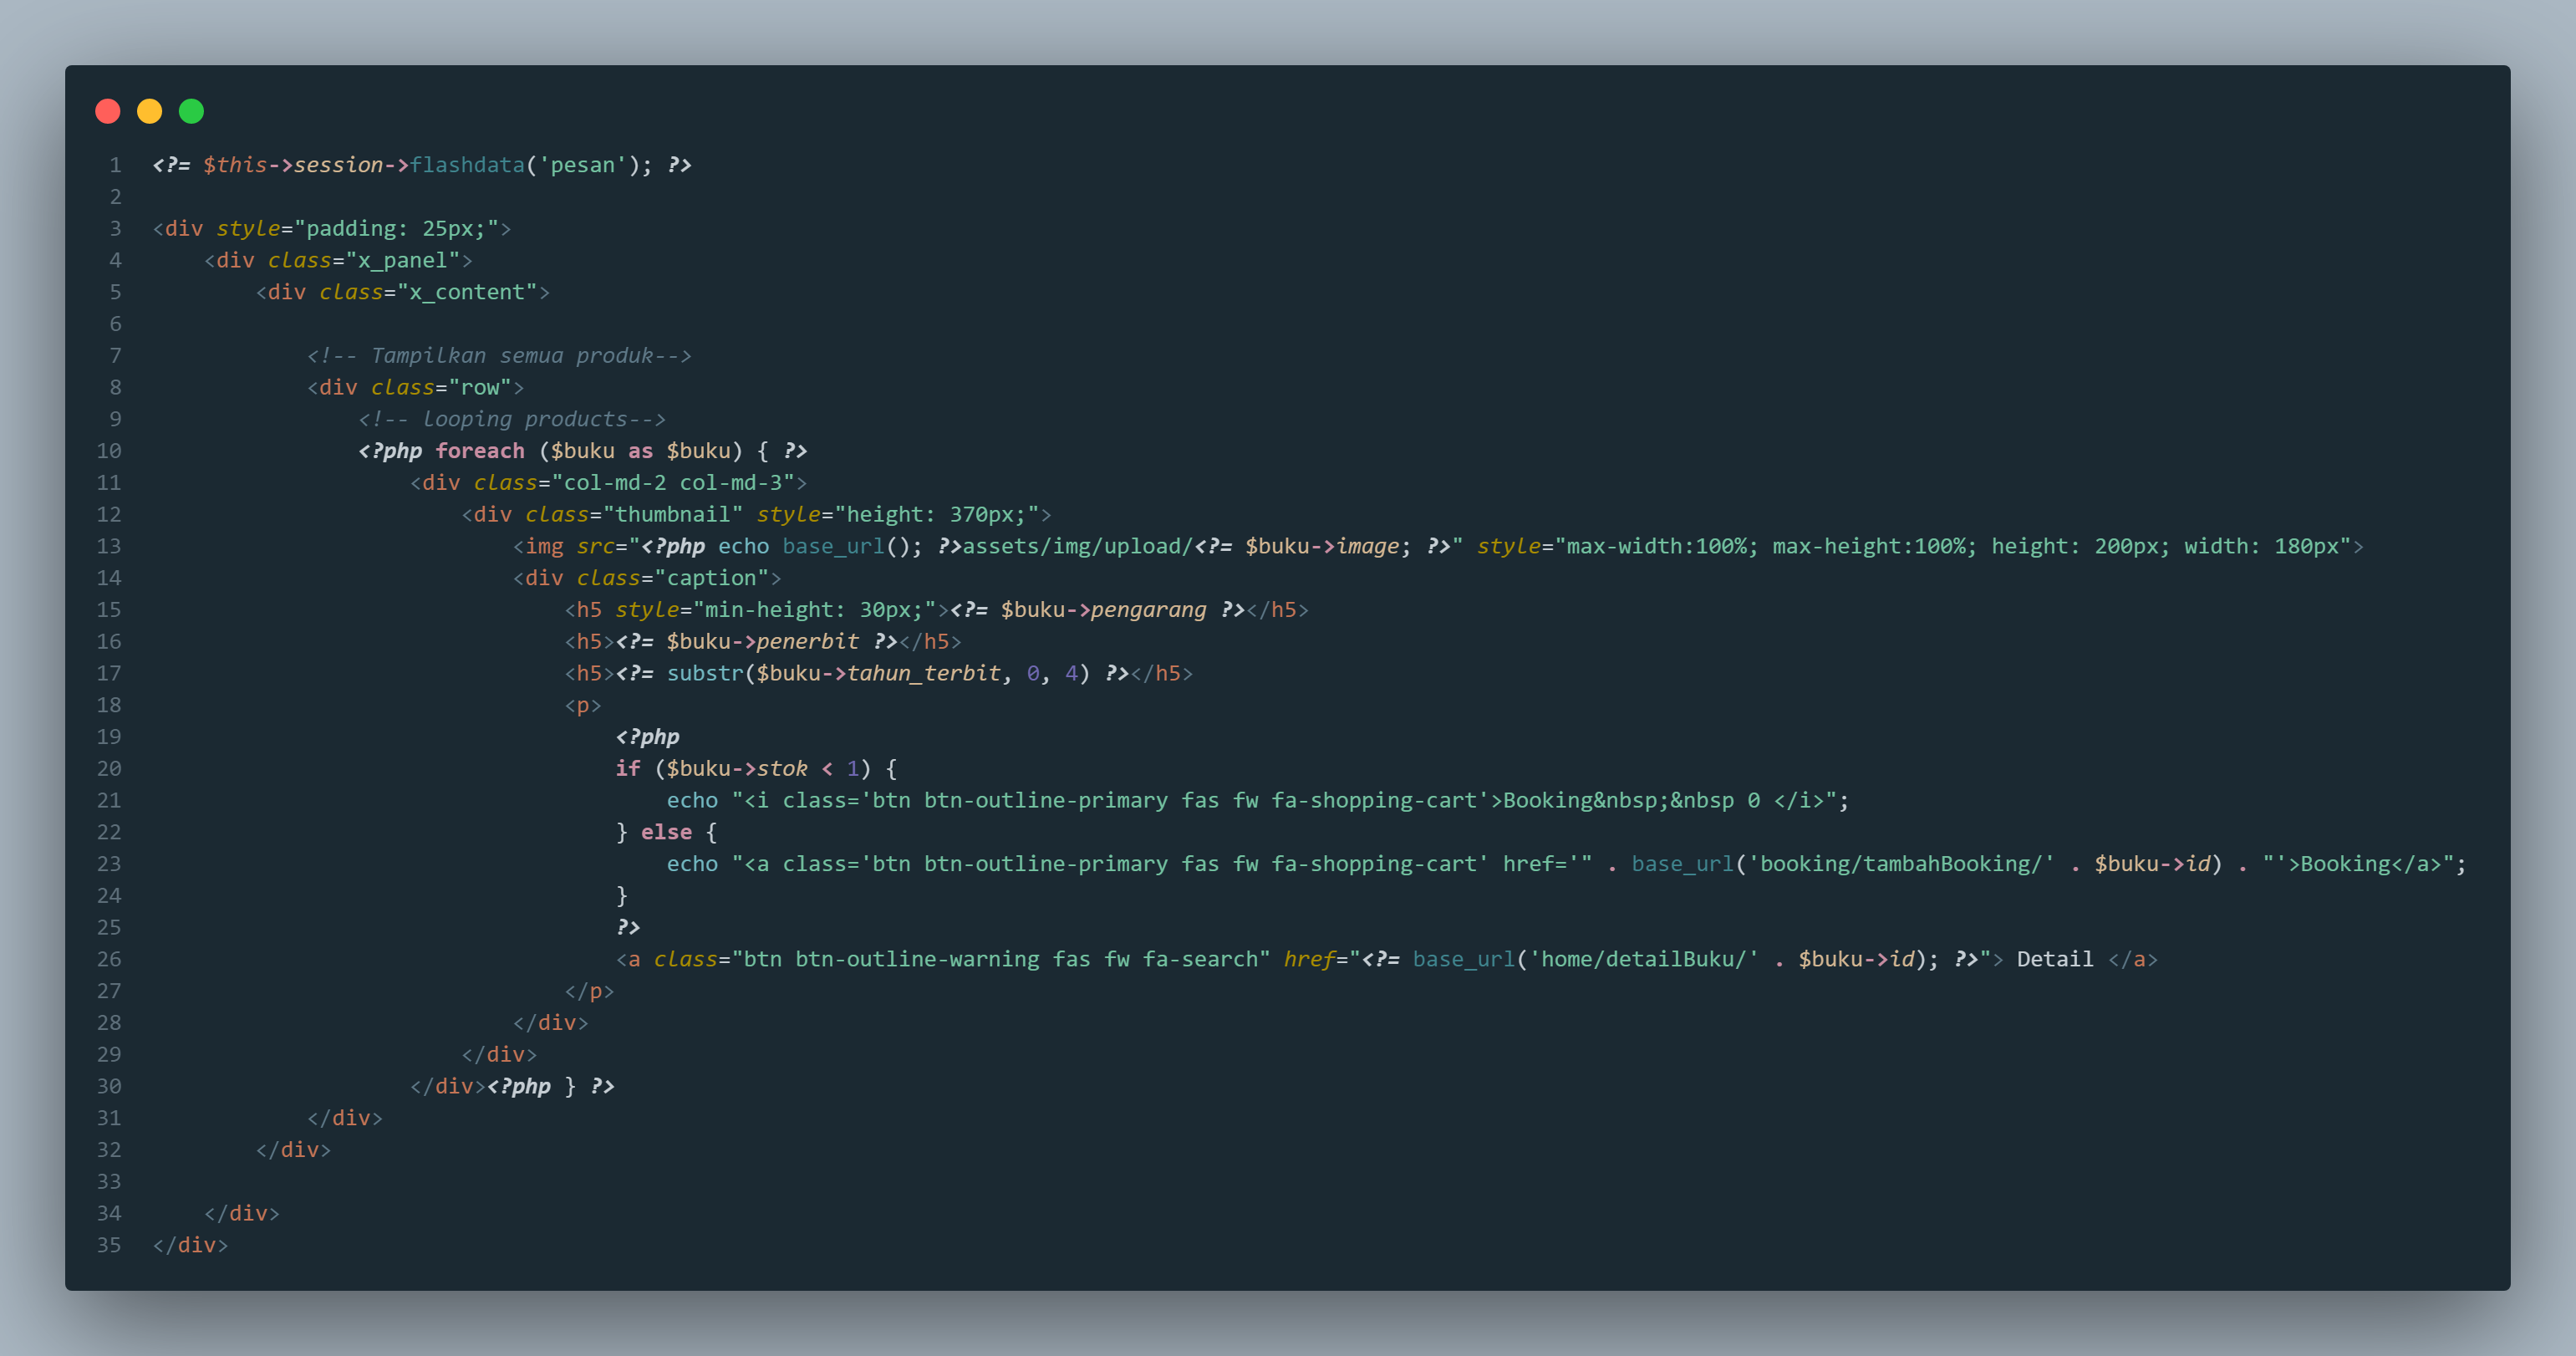 1 <?= $this->session->flashdata('pesan'); ?>
2
3 <div style="padding: 25px;">
4     <div class="x_panel">
5         <div class="x_content">
6
7             <!-- Tampilkan semua produk-->
8             <div class="row">
9                 <!-- looping products-->
10                 <?php foreach ($buku as $buku) { ?>
11                     <div class="col-md-2 col-md-3">
12                         <div class="thumbnail" style="height: 370px;">
13                             <img src="<?php echo base_url(); ?>assets/img/upload/<?= $buku->image; ?>" style="max-width:100%; max-height:100%; height: 200px; width: 180px">
14                             <div class="caption">
15                                 <h5 style="min-height: 30px;"><?= $buku->pengarang ?></h5>
16                                 <h5><?= $buku->penerbit ?></h5>
17                                 <h5><?= substr($buku->tahun_terbit, 0, 4) ?></h5>
18                                 <p>
19                                     <?php
20                                     if ($buku->stok < 1) {
21                                         echo "<i class='btn btn-outline-primary fas fw fa-shopping-cart'>Booking&nbsp;&nbsp 0 </i>";
22                                     } else {
23                                         echo "<a class='btn btn-outline-primary fas fw fa-shopping-cart' href='" . base_url('booking/tambahBooking/' . $buku->id) . "'>Booking</a>";
24                                     }
25                                     ?>
26                                     <a class="btn btn-outline-warning fas fw fa-search" href="<?= base_url('home/detailBuku/' . $buku->id); ?>"> Detail </a>
27                                 </p>
28                             </div>
29                         </div>
30                     </div><?php } ?>
31             </div>
32         </div>
33
34     </div>
35 </div>